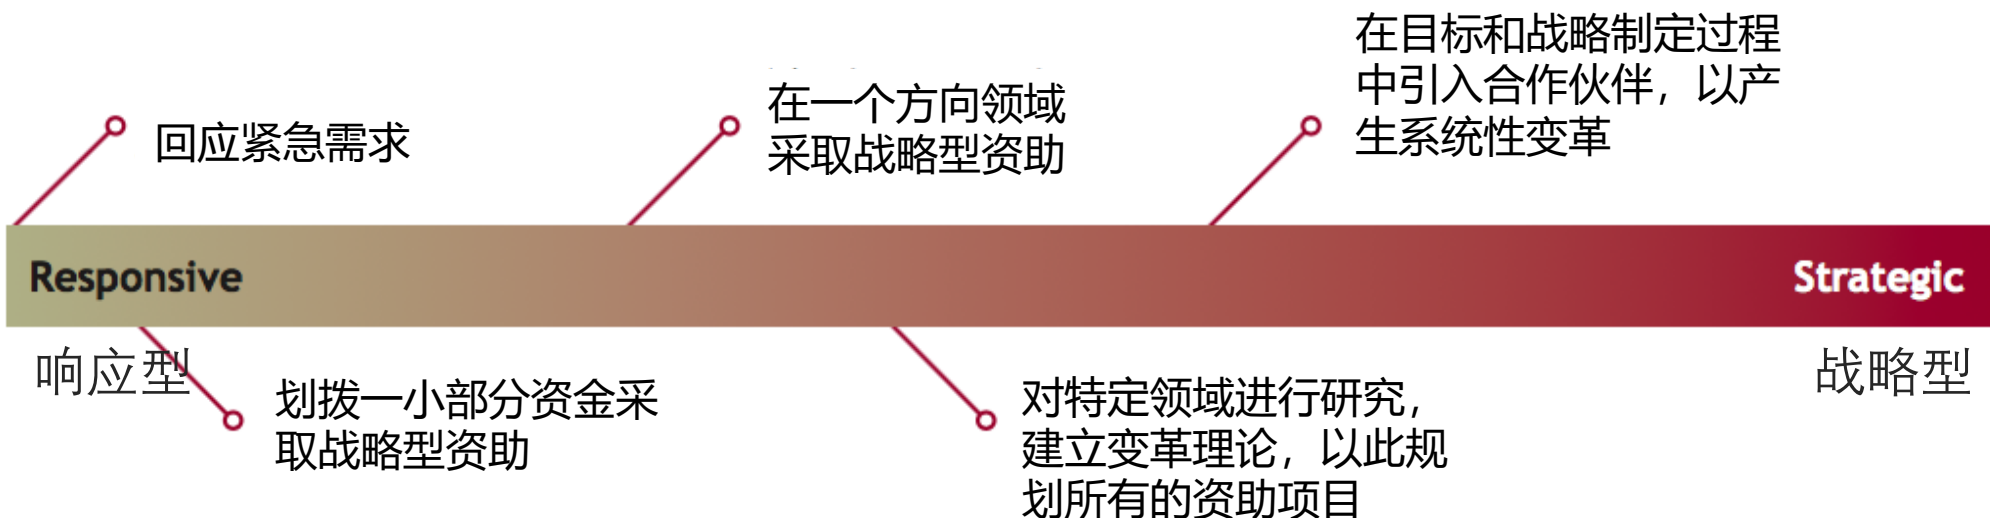 回应紧急需求
在一个方向领域
采取战略型资助
在目标和战略制定过程
中引入合作伙伴，以产
生系统性变革
Responsive
Strategic
响应型
战略型
划拨一小部分资金采
取战略型资助
对特定领域进行研究，
建立变革理论，以此规
划所有的资助项目